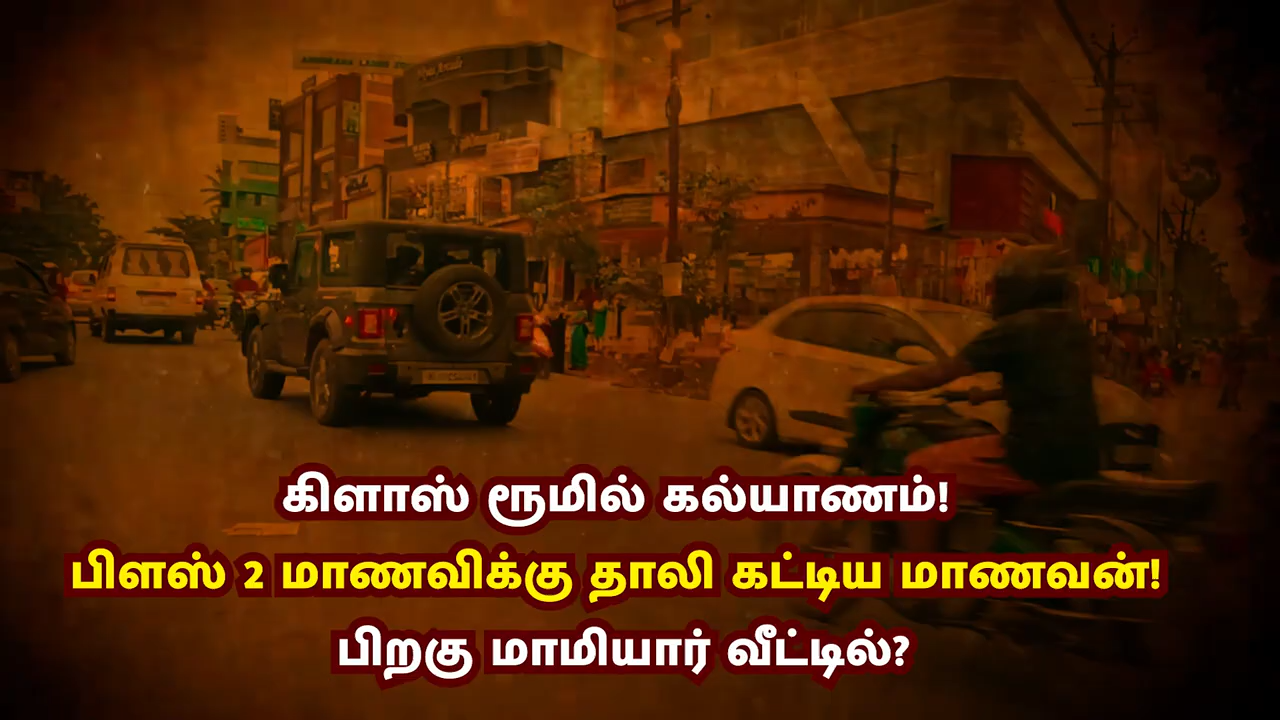 கிளாஸ் ரூமில் கல்யாணம்!
பிளஸ் 2 மாணவிக்கு தாலி கட்டிய மாணவன்!
பிறகு மாமியார் வீட்டில்?